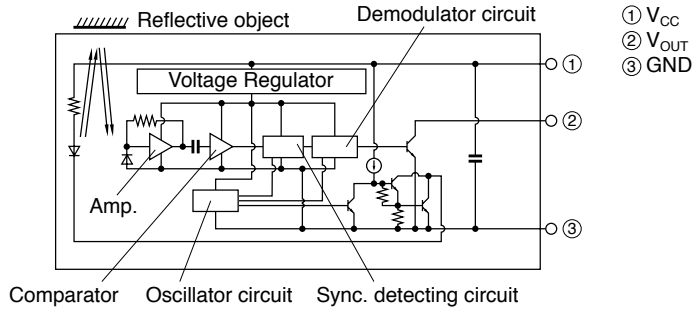 Reflective object
Demodulator circuit
① V_CC
② V_OUT
③ GND
①
Voltage Regulator
②
Amp.
③
Comparator
Oscillator circuit
Sync. detecting circuit